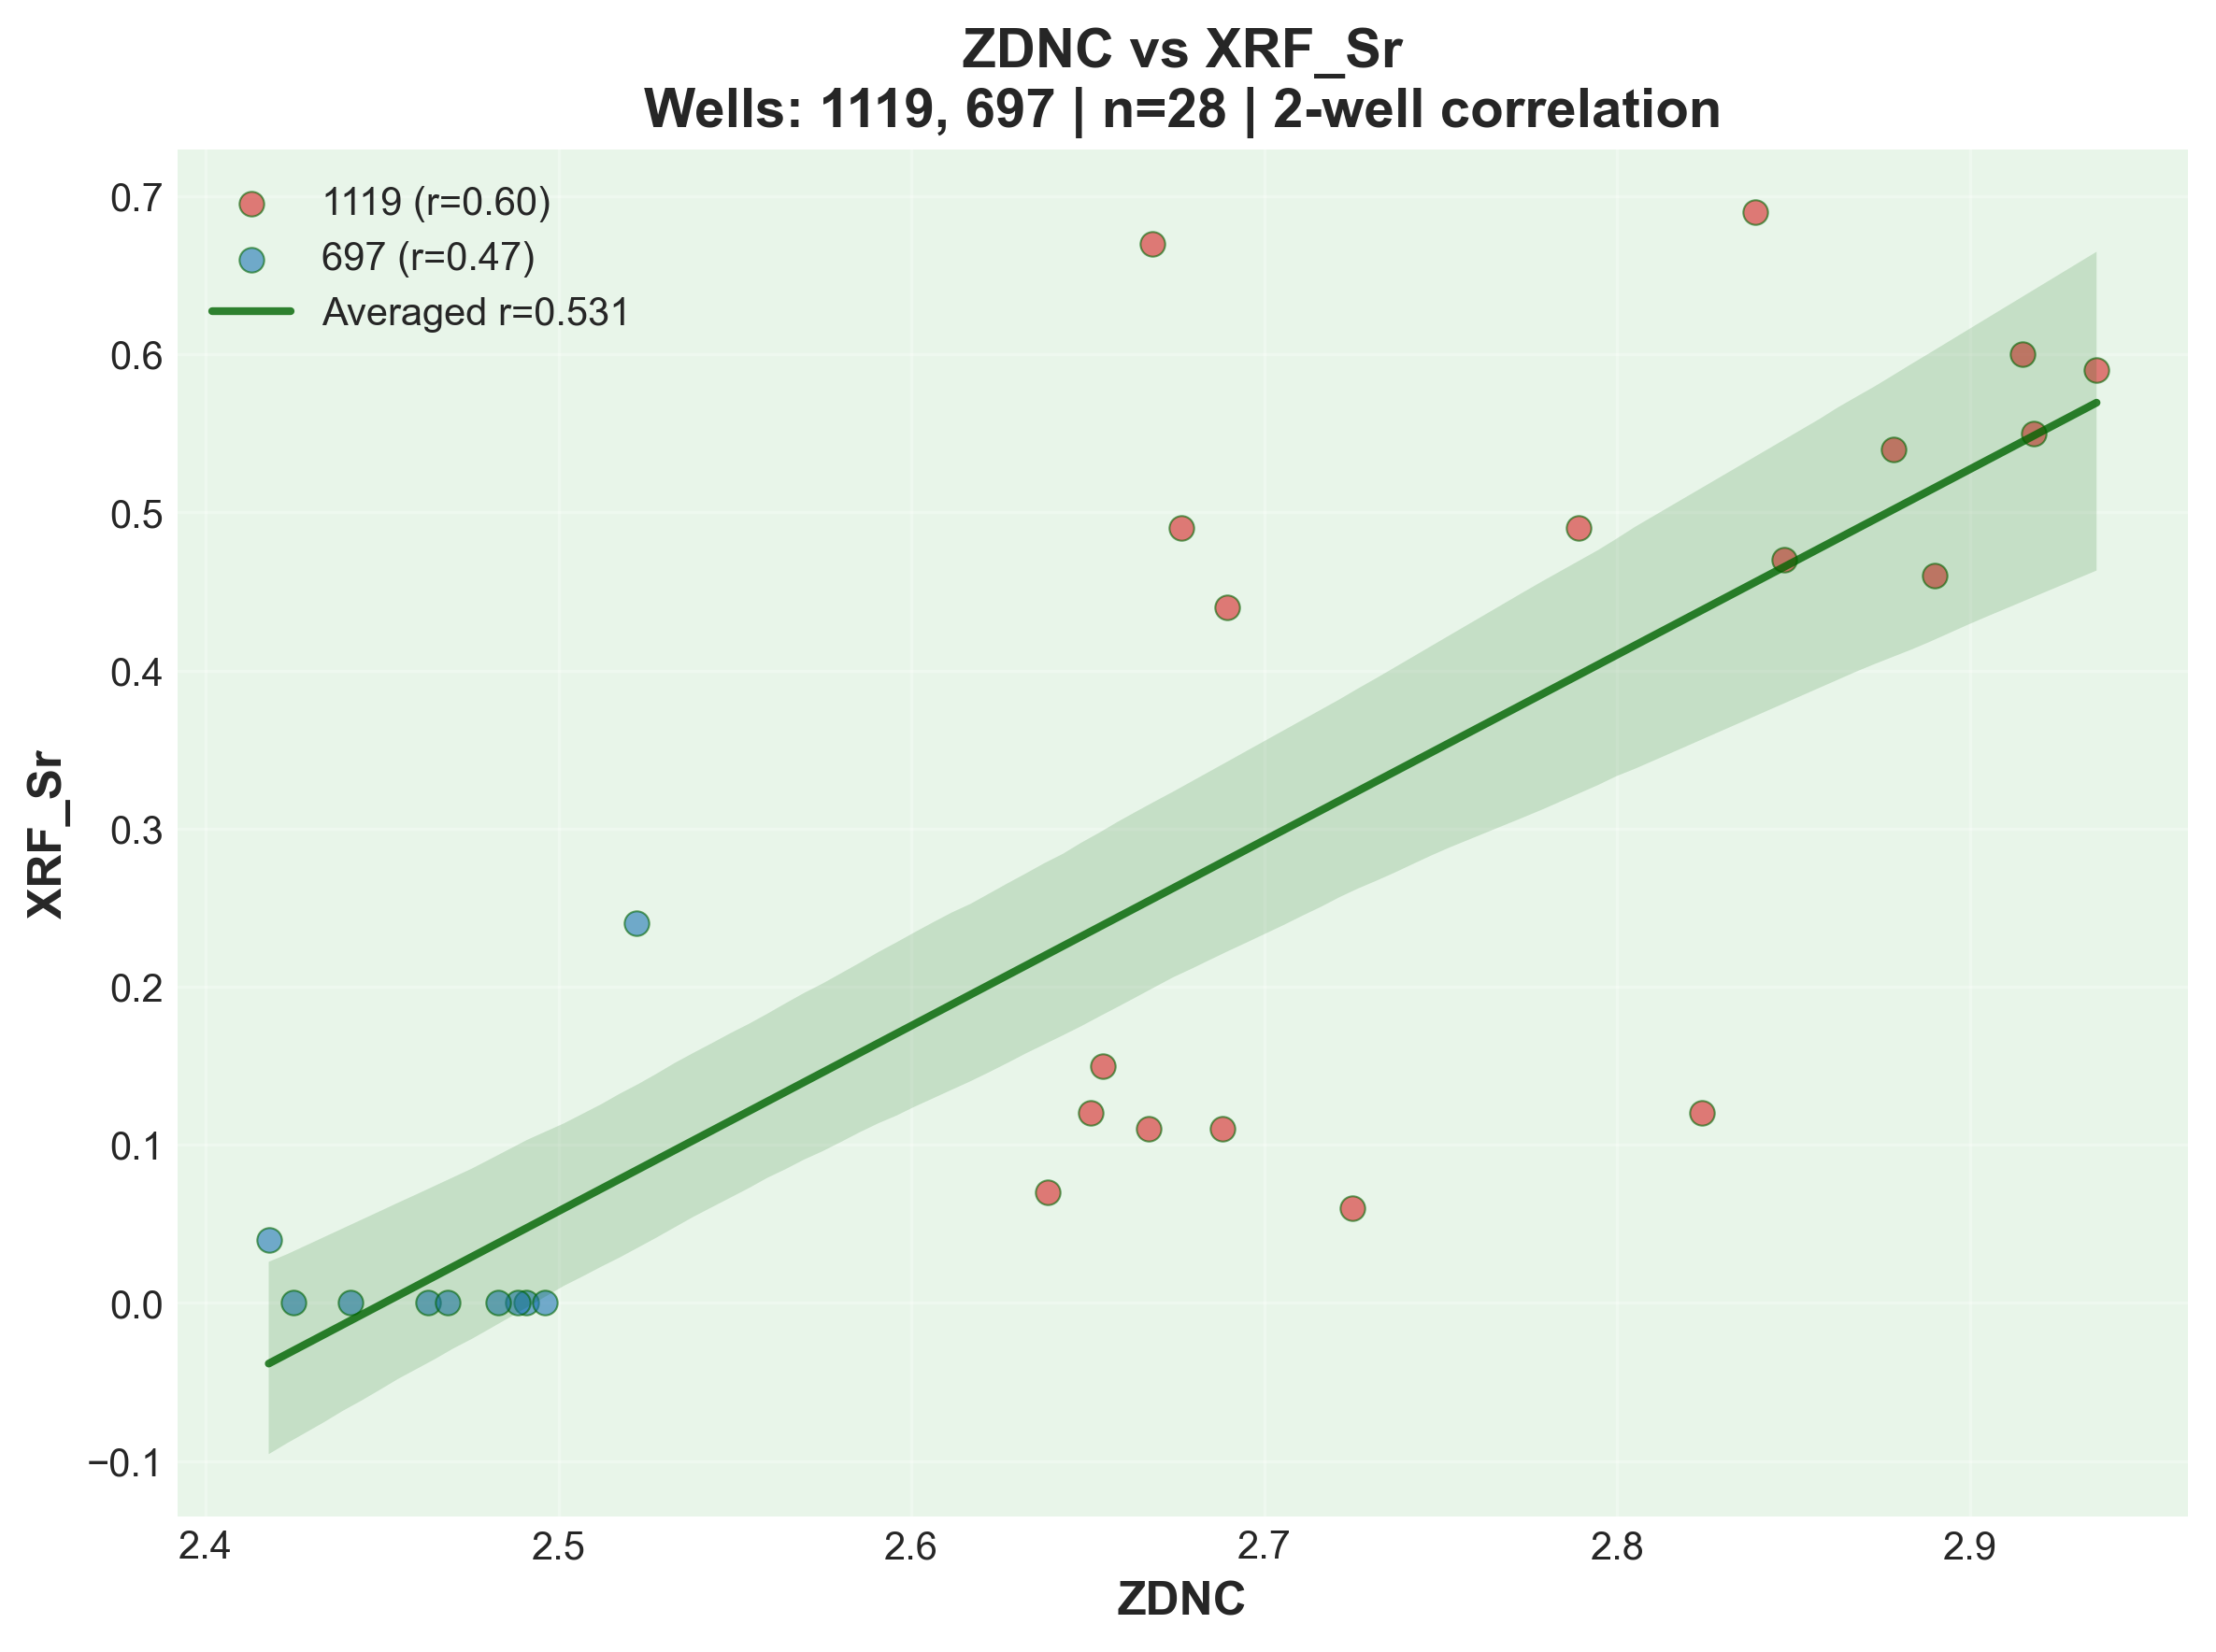 ZDNC vs XRF_Sr
Wells: 1119, 697 | n=28 | 2-well correlation
1119 (r=0.60)
697 (r=0.47)
Averaged r=0.531
0.7
0.6
0.5
0.4
0.3
0.2
0.1
0.0
−0.1
XRF_Sr
2.4 2.5 2.6 2.7 2.8 2.9
ZDNC